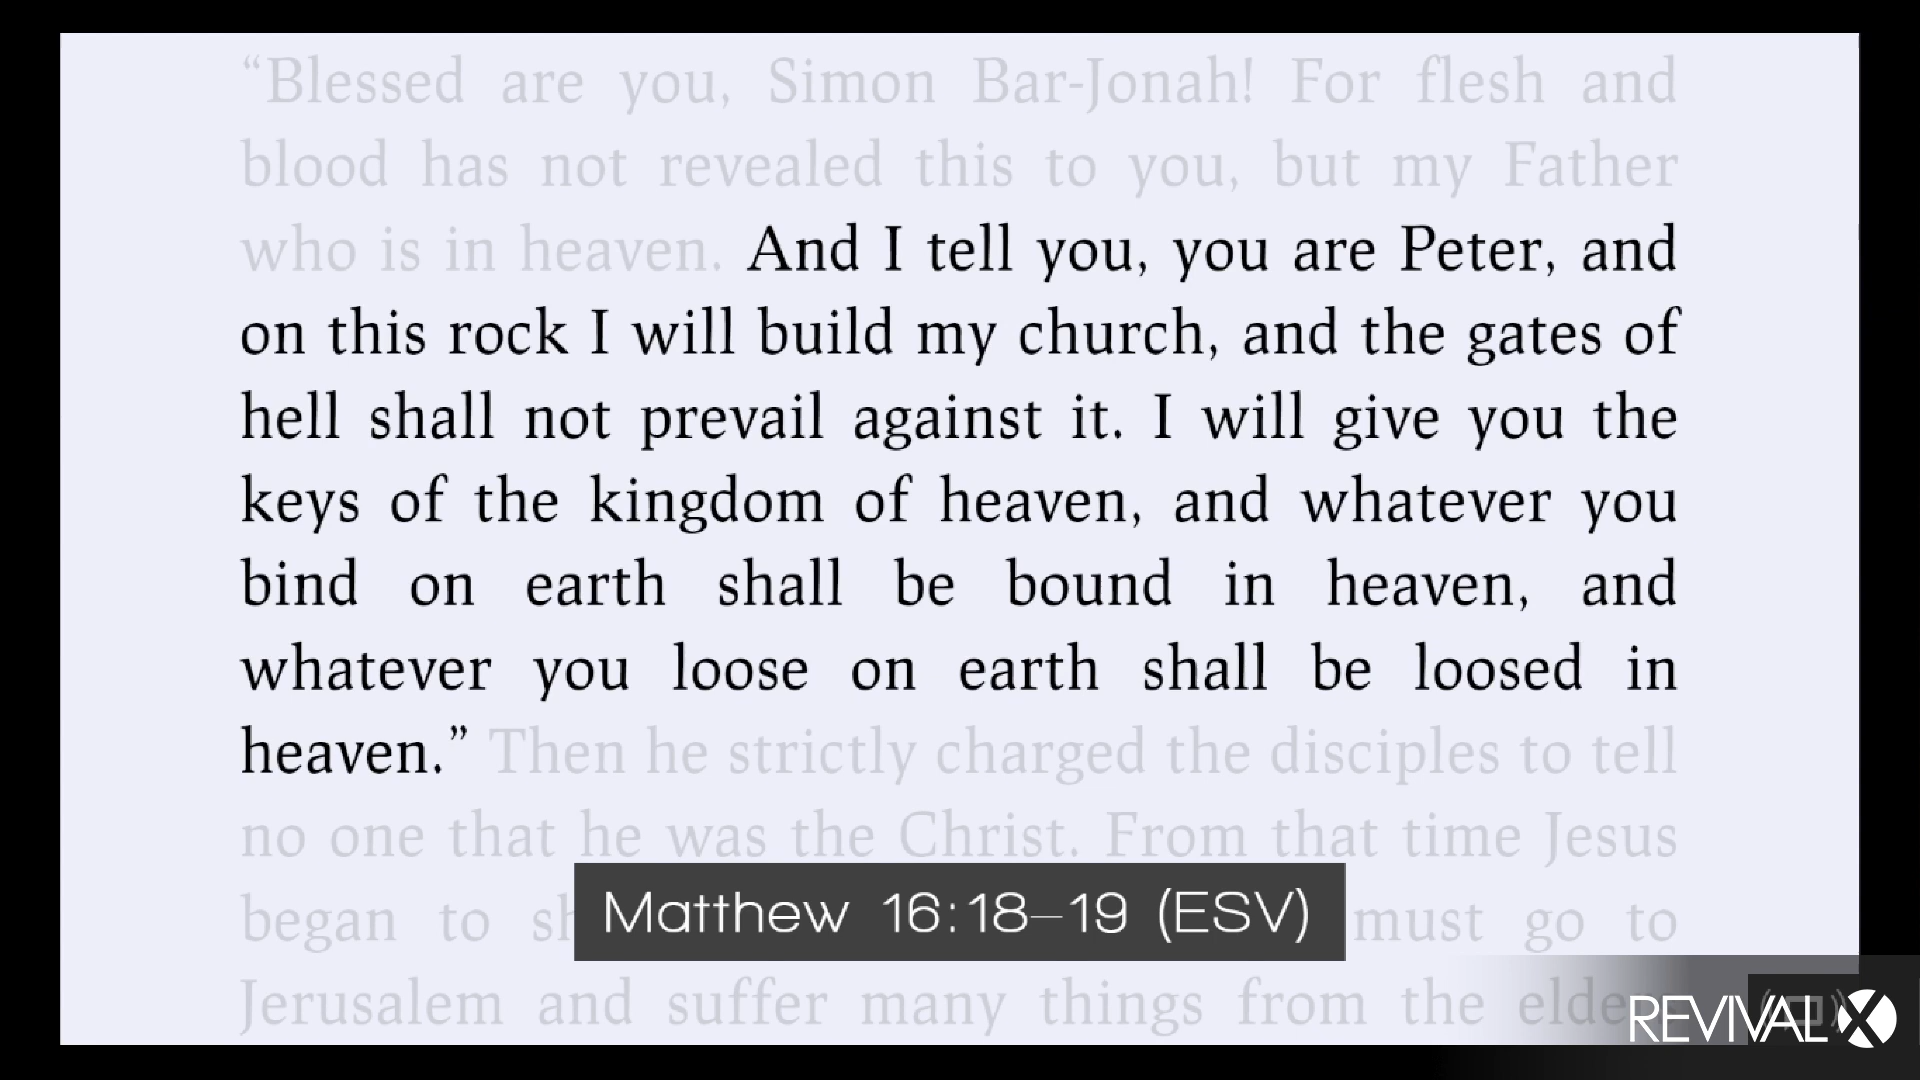 “Blessed are you, Simon Bar-Jonah! For flesh and
blood has not revealed this to you, but my Father
who is in heaven. And I tell you, you are Peter, and
on this rock I will build my church, and the gates of
hell shall not prevail against it. I will give you the
keys of the kingdom of heaven, and whatever you
bind on earth shall be bound in heaven, and
whatever you loose on earth shall be loosed in
heaven.” Then he strictly charged the disciples to tell
no one that he was the Christ. From that time Jesus
began to must go to
Matthew 16:18–19 (ESV)
Jerusalem and suffer many things from the
REVIVAL X